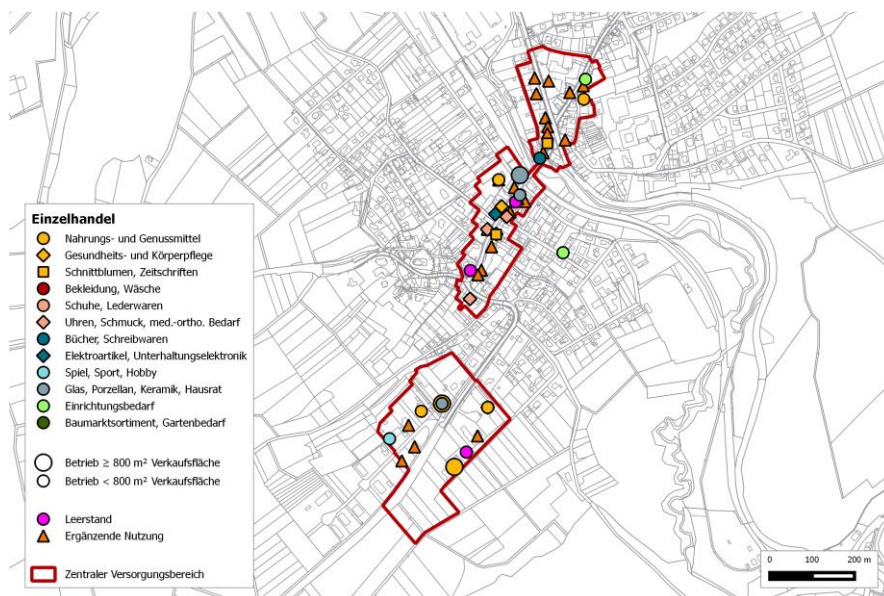 Einzelhandel
Nahrungs- und Genussmittel
Gesundheits- und Körperpflege
Schnittblumen, Zeitschriften
Bekleidung, Wäsche
Schuhe, Lederwaren
Uhren, Schmuck, med.-ortho. Bedarf
Bücher, Schreibwaren
Elektroartikel, Unterhaltungselektronik
Spiel, Sport, Hobby
Glas, Porzellan, Keramik, Hausrat
Einrichtungsbedarf
Baumarktsortiment, Gartenbedarf
Betrieb ≥ 800 m² Verkaufsfläche
Betrieb < 800 m² Verkaufsfläche
Leerstand
Ergänzende Nutzung
Zentraler Versorgungsbereich
0 100 200 m